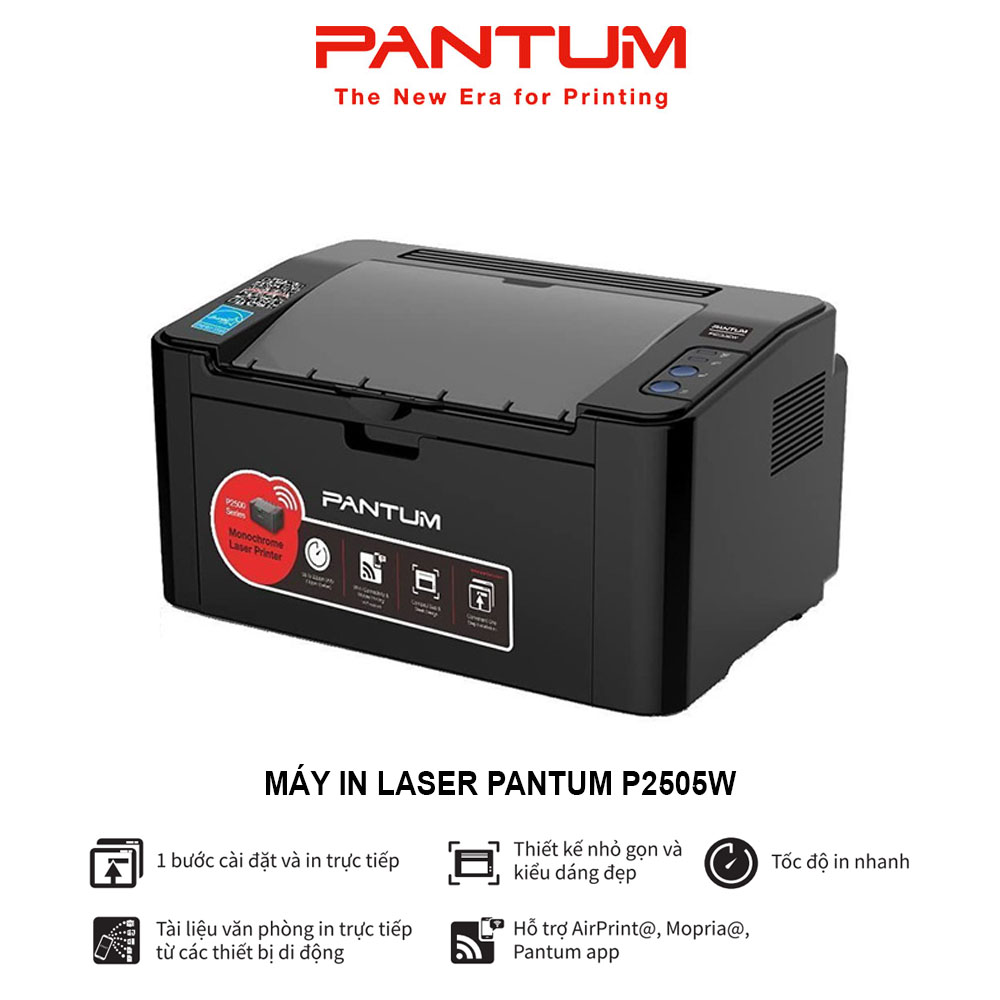 PANTUM
The New Era for Printing
PANTUM
PANTUM
P2500
Series
Monochrome
Laser Printer
MÁY IN LASER PANTUM P2505W
1 bước cài đặt và in trực tiếp
Thiết kế nhỏ gọn và
kiểu dáng đẹp
Tốc độ in nhanh
Tài liệu văn phòng in trực tiếp
từ các thiết bị di động
Hỗ trợ AirPrint@, Mopria@,
Pantum app